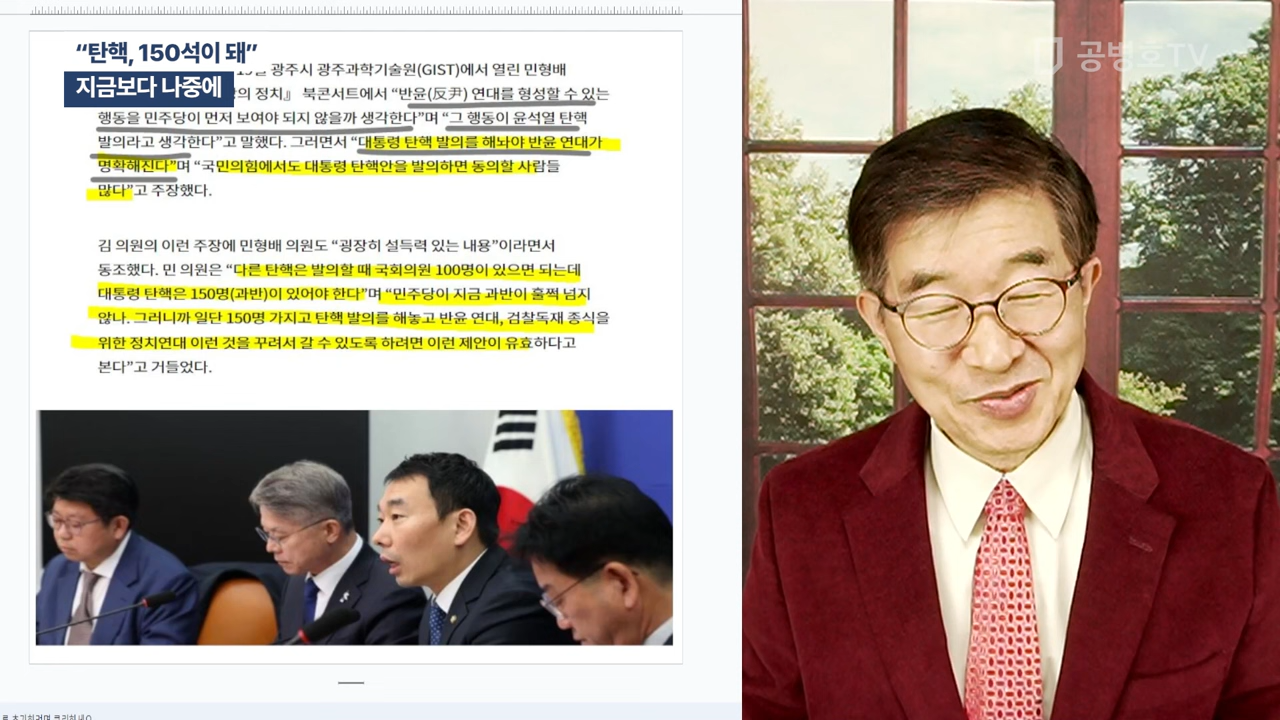 “탄핵, 150석이 돼”
지금보다 나중에
광주시 광주과학기술원(GIST)에서 열린 민형배
의 정치』 북콘서트에서 “반윤(反尹) 연대를 형성할 수 있는
행동을 민주당이 먼저 보여야 되지 않을까 생각한다”며 “그 행동이 윤석열 탄핵
발의라고 생각한다”고 말했다. 그러면서 “대통령 탄핵 발의를 해놔야 반윤 연대가
명확해진다”며 “국민의힘에서도 대통령 탄핵안을 발의하면 동의할 사람들
많다”고 주장했다.
김 의원의 이런 주장에 민형배 의원도 “굉장히 설득력 있는 내용”이라면서
동조했다. 민 의원은 “다른 탄핵은 발의할 때 국회의원 100명이 있으면 되는데
대통령 탄핵은 150명(과반)이 있어야 한다”며 “민주당이 지금 과반이 훌쩍 넘지
않나. 그러니까 일단 150명 가지고 탄핵 발의를 해놓고 반윤 연대, 검찰독재 종식을
위한 정치연대 이런 것을 꾸려서 갈 수 있도록 하려면 이런 제안이 유효하다고
본다”고 거들었다.
공병호TV